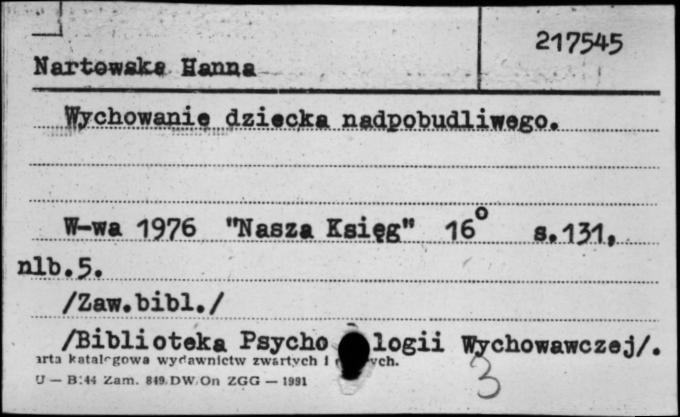 217545
Nartowska Hanna
Wychowanie dziecka nadpobudliwego.
W-wa 1976 "Nasza Księg" 16° s.131,
nlb.5.
/Zaw.bibl./
/Biblioteka Psycho logii Wychowawczej/.
arta katalogowa wydawnictw zwartych i ych.
U — B:44 Zam. 849 DW/On ZGG — 1991
3